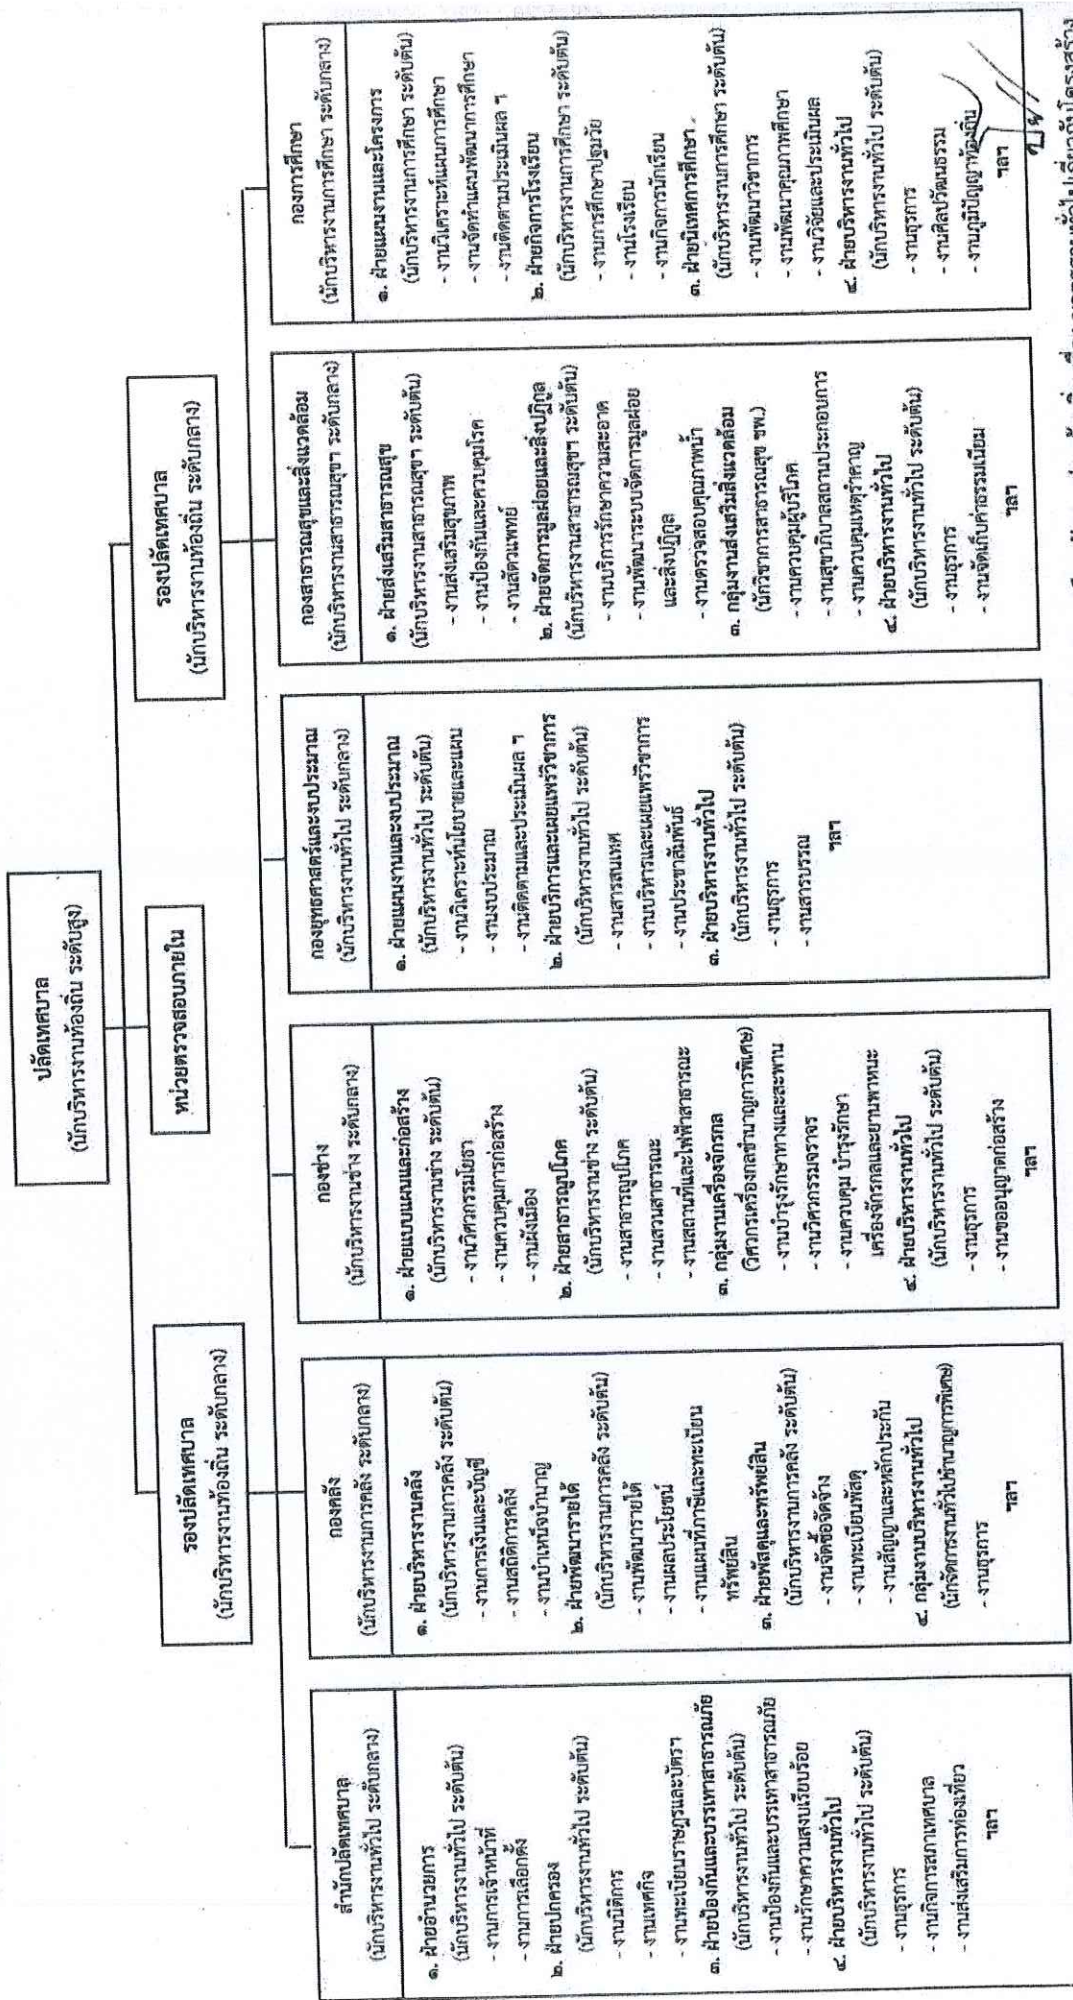 ปลัดเทศบาล
(นักบริหารงานท้องถิ่น ระดับสูง)
หน่วยตรวจสอบภายใน
รองปลัดเทศบาล
(นักบริหารงานท้องถิ่น ระดับกลาง)
รองปลัดเทศบาล
(นักบริหารงานท้องถิ่น ระดับกลาง)
สำนักปลัดเทศบาล
(นักบริหารงานทั่วไป ระดับกลาง)
๑. ฝ่ายอำนวยการ
(นักบริหารงานทั่วไป ระดับต้น)
- งานการเจ้าหน้าที่
- งานการเลือกตั้ง
๒. ฝ่ายปกครอง
(นักบริหารงานทั่วไป ระดับต้น)
- งานนิติการ
- งานเทศกิจ
- งานทะเบียนราษฎรและบัตรฯ
๓. ฝ่ายป้องกันและบรรเทาสาธารณภัย
(นักบริหารงานทั่วไป ระดับต้น)
- งานป้องกันและบรรเทาสาธารณภัย
- งานรักษาความสงบเรียบร้อย
๔. ฝ่ายบริหารงานทั่วไป
(นักบริหารงานทั่วไป ระดับต้น)
- งานธุรการ
- งานกิจการสภาเทศบาล
- งานส่งเสริมการท่องเที่ยว
ฯลฯ
กองคลัง
(นักบริหารงานการคลัง ระดับกลาง)
๑. ฝ่ายบริหารงานคลัง
(นักบริหารงานการคลัง ระดับต้น)
- งานการเงินและบัญชี
- งานสถิติการคลัง
- งานบำเหน็จบำนาญ
๒. ฝ่ายพัฒนารายได้
(นักบริหารงานการคลัง ระดับต้น)
- งานพัฒนารายได้
- งานผลประโยชน์
- งานแผนที่ภาษีและทะเบียน
ทรัพย์สิน
๓. ฝ่ายพัสดุและทรัพย์สิน
(นักบริหารงานการคลัง ระดับต้น)
- งานจัดซื้อจัดจ้าง
- งานทะเบียนพัสดุ
- งานสัญญาและหลักประกัน
๔. กลุ่มงานบริหารงานทั่วไป
(นักจัดการงานทั่วไปชำนาญการพิเศษ)
- งานธุรการ
ฯลฯ
กองช่าง
(นักบริหารงานช่าง ระดับกลาง)
๑. ฝ่ายแบบแผนและก่อสร้าง
(นักบริหารงานช่าง ระดับต้น)
- งานวิศวกรรมโยธา
- งานควบคุมการก่อสร้าง
- งานผังเมือง
๒. ฝ่ายสาธารณูปโภค
(นักบริหารงานช่าง ระดับต้น)
- งานสาธารณูปโภค
- งานสวนสาธารณะ
- งานสถานที่และไฟฟ้าสาธารณะ
๓. กลุ่มงานเครื่องจักรกล
(วิศวกรเครื่องกลชำนาญการพิเศษ)
- งานบำรุงรักษาทางและสะพาน
- งานวิศวกรรมจราจร
- งานควบคุม บำรุงรักษา
เครื่องจักรกลและยานพาหนะ
๔. ฝ่ายบริหารงานทั่วไป
(นักบริหารงานทั่วไป ระดับต้น)
- งานธุรการ
- งานขออนุญาตก่อสร้าง
ฯลฯ
กองยุทธศาสตร์และงบประมาณ
(นักบริหารงานทั่วไป ระดับกลาง)
๑. ฝ่ายแผนงานและงบประมาณ
(นักบริหารงานทั่วไป ระดับต้น)
- งานวิเคราะห์นโยบายและแผน
- งานงบประมาณ
- งานติดตามและประเมินผล ฯ
๒. ฝ่ายบริการและเผยแพร่วิชาการ
(นักบริหารงานทั่วไป ระดับต้น)
- งานสารสนเทศ
- งานบริหารและเผยแพร่วิชาการ
- งานประชาสัมพันธ์
๓. ฝ่ายบริหารงานทั่วไป
(นักบริหารงานทั่วไป ระดับต้น)
- งานธุรการ
- งานสารบรรณ
ฯลฯ
กองสาธารณสุขและสิ่งแวดล้อม
(นักบริหารงานสาธารณสุขฯ ระดับกลาง)
๑. ฝ่ายส่งเสริมสาธารณสุข
(นักบริหารงานสาธารณสุขฯ ระดับต้น)
- งานส่งเสริมสุขภาพ
- งานป้องกันและควบคุมโรค
- งานสัตวแพทย์
๒. ฝ่ายจัดการมูลฝอยและสิ่งปฏิกูล
(นักบริหารงานสาธารณสุขฯ ระดับต้น)
- งานบริการรักษาความสะอาด
- งานพัฒนาระบบจัดการมูลฝอย
และสิ่งปฏิกูล
- งานตรวจสอบคุณภาพน้ำ
๓. กลุ่มงานส่งเสริมสิ่งแวดล้อม
(นักวิชาการสาธารณสุข ชพ.)
- งานควบคุมผู้บริโภค
- งานสุขาภิบาลสถานประกอบการ
- งานควบคุมเหตุรำคาญ
๔. ฝ่ายบริหารงานทั่วไป
(นักบริหารงานทั่วไป ระดับต้น)
- งานธุรการ
- งานจัดเก็บค่าธรรมเนียม
ฯลฯ
กองการศึกษา
(นักบริหารงานการศึกษา ระดับกลาง)
๑. ฝ่ายแผนงานและโครงการ
(นักบริหารงานการศึกษา ระดับต้น)
- งานวิเคราะห์แผนการศึกษา
- งานจัดทำแผนพัฒนาการศึกษา
- งานติดตามประเมินผล ฯ
๒. ฝ่ายกิจการโรงเรียน
(นักบริหารงานการศึกษา ระดับต้น)
- งานการศึกษาปฐมวัย
- งานโรงเรียน
- งานกิจการนักเรียน
๓. ฝ่ายนิเทศการศึกษา
(นักบริหารงานการศึกษา ระดับต้น)
- งานพัฒนาวิชาการ
- งานพัฒนาคุณภาพศึกษา
- งานวิจัยและประเมินผล
๔. ฝ่ายบริหารงานทั่วไป
(นักบริหารงานทั่วไป ระดับต้น)
- งานธุรการ
- งานศิลปวัฒนธรรม
- งานภูมิปัญญาท้องถิ่น
ฯลฯ